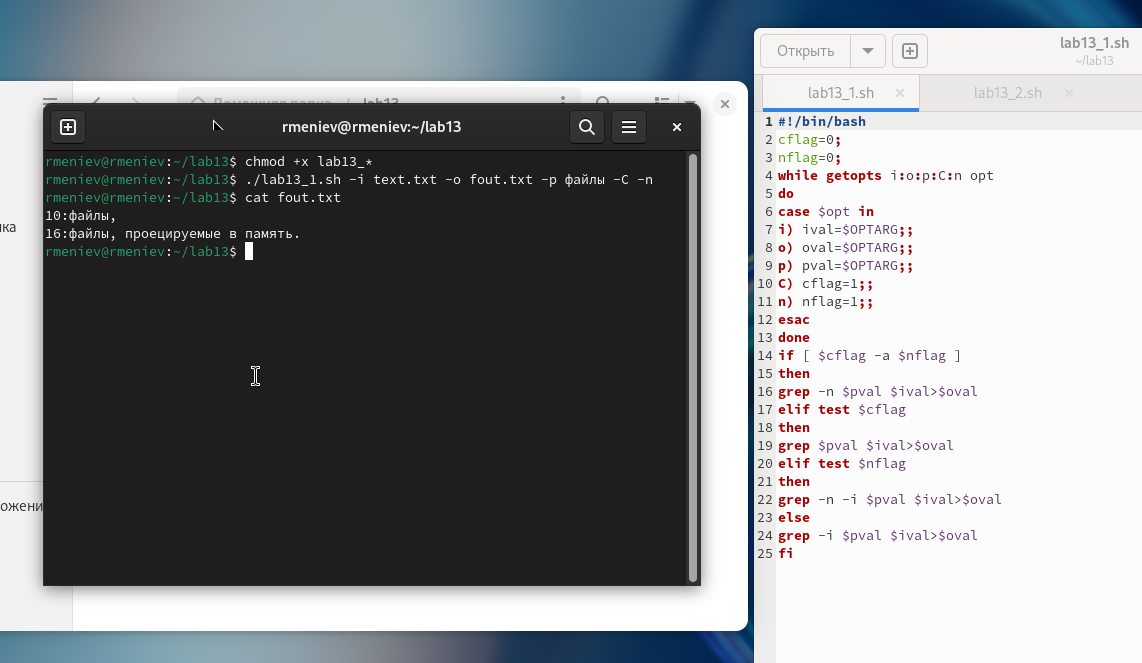 Открыть
lab13_1.sh
~/lab13
Домашняя папка / lab13
lab13_1.sh
lab13_2.sh
rmeniev@rmeniev:~/lab13
rmeniev@rmeniev:~/lab13$ chmod +x lab13_*
rmeniev@rmeniev:~/lab13$ ./lab13_1.sh -i text.txt -o fout.txt -p файлы -C -n
rmeniev@rmeniev:~/lab13$ cat fout.txt
10:файлы,
16:файлы, проецируемые в память.
rmeniev@rmeniev:~/lab13$
1 #!/bin/bash
2 cflag=0;
3 nflag=0;
4 while getopts i:o:p:C:n opt
5 do
6 case $opt in
7 i) ival=$OPTARG;;
8 o) oval=$OPTARG;;
9 p) pval=$OPTARG;;
10 C) cflag=1;;
11 n) nflag=1;;
12 esac
13 done
14 if [ $cflag -a $nflag ]
15 then
16 grep -n $pval $ival>$oval
17 elif test $cflag
18 then
19 grep $pval $ival>$oval
20 elif test $nflag
21 then
22 grep -n -i $pval $ival>$oval
23 else
24 grep -i $pval $ival>$oval
25 fi